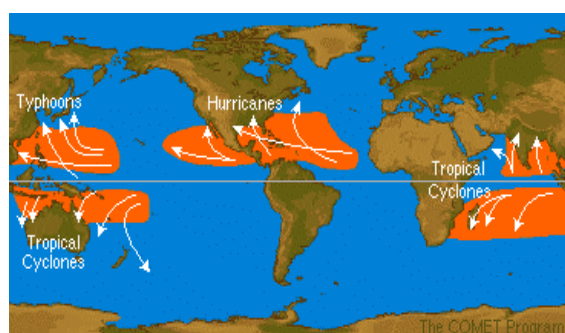 Typhoons
Hurricanes
Tropical
Cyclones
Tropical
Cyclones
The COMET Program